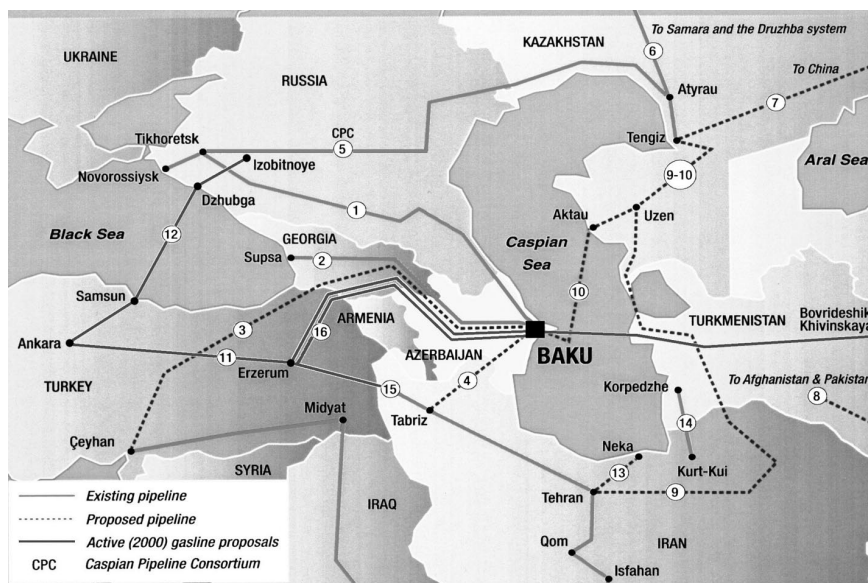 To Samara and the Druzhba system
KAZAKHSTAN
6
UKRAINE
To China
RUSSIA
Atyrau
7
CPC
Tikhoretsk
Tengiz
5
Izobitnoye
Aral Sea
Novorossiysk
9-10
Dzhubga
1
Aktau
Uzen
Black Sea
12
GEORGIA
Caspian
Sea
Supsa
2
10
Samsun
TURKMENISTAN
Bovrideshik
Khivinskaya
3
16
ARMENIA
Ankara
BAKU
11
AZERBAIJAN
Erzerum
To Afghanistan & Pakistan
TURKEY
15
4
Korpedzhe
8
Midyat
Tabriz
14
Çeyhan
Neka
13
Kurt-Kui
SYRIA
Tehran
9
Existing pipeline
IRAQ
Proposed pipeline
Qom
IRAN
Active (2000) gasline proposals
CPC Caspian Pipeline Consortium
Isfahan